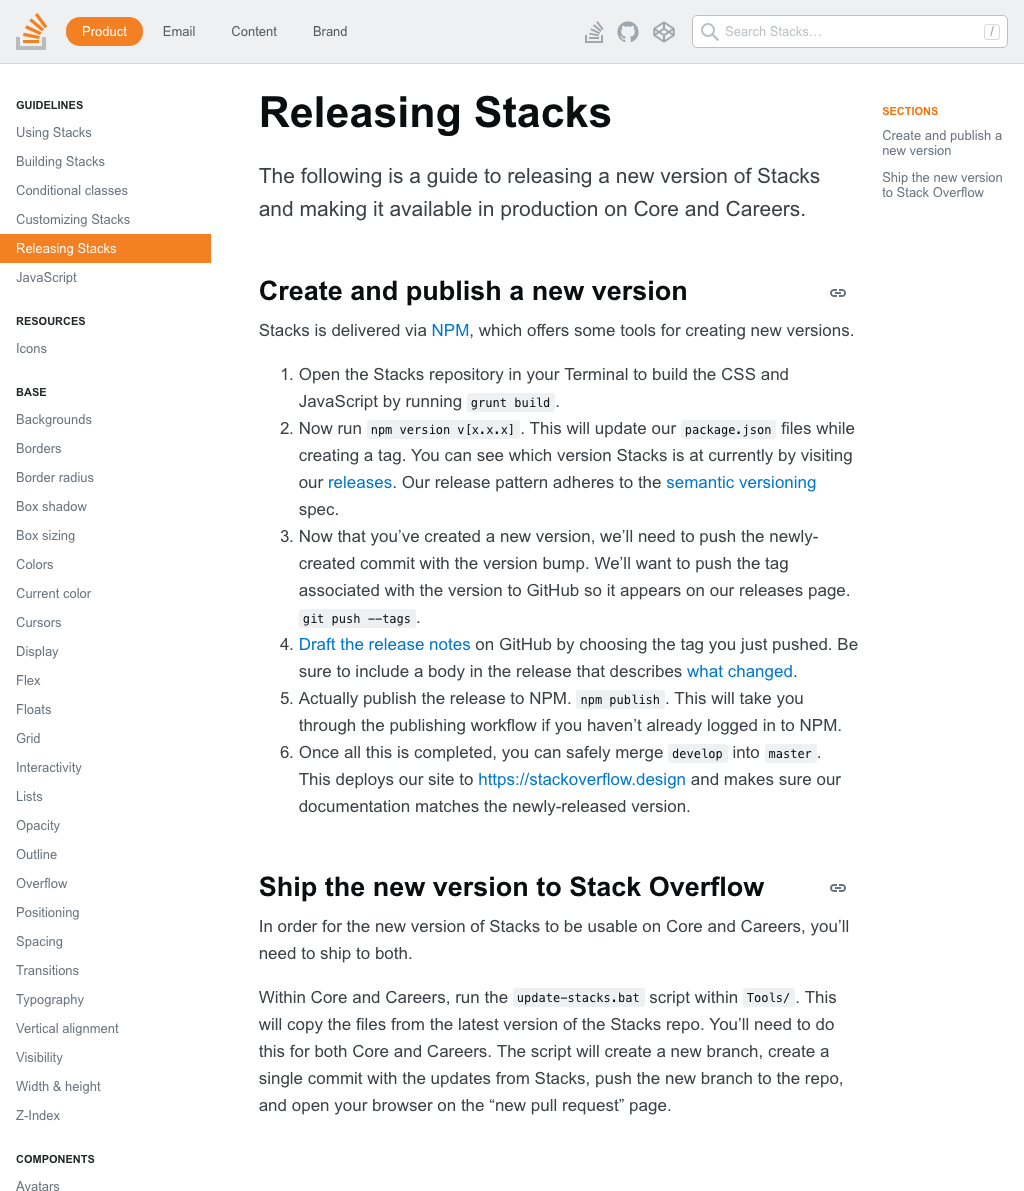 Product
Email
Content
Brand
Search Stacks…
/
GUIDELINES
Using Stacks
Building Stacks
Conditional classes
Customizing Stacks
Releasing Stacks
JavaScript
RESOURCES
Icons
BASE
Backgrounds
Borders
Border radius
Box shadow
Box sizing
Colors
Current color
Cursors
Display
Flex
Floats
Grid
Interactivity
Lists
Opacity
Outline
Overflow
Positioning
Spacing
Transitions
Typography
Vertical alignment
Visibility
Width & height
Z-Index
COMPONENTS
Avatars
Releasing Stacks
The following is a guide to releasing a new version of Stacks
and making it available in production on Core and Careers.
Create and publish a new version
Stacks is delivered via NPM, which offers some tools for creating new versions.
1. Open the Stacks repository in your Terminal to build the CSS and
JavaScript by running grunt build.
2. Now run npm version v[x.x.x]. This will update our package.json files while
creating a tag. You can see which version Stacks is at currently by visiting
our releases. Our release pattern adheres to the semantic versioning
spec.
3. Now that you’ve created a new version, we’ll need to push the newly-
created commit with the version bump. We’ll want to push the tag
associated with the version to GitHub so it appears on our releases page.
git push --tags.
4. Draft the release notes on GitHub by choosing the tag you just pushed. Be
sure to include a body in the release that describes what changed.
5. Actually publish the release to NPM. npm publish. This will take you
through the publishing workflow if you haven’t already logged in to NPM.
6. Once all this is completed, you can safely merge develop into master.
This deploys our site to https://stackoverflow.design and makes sure our
documentation matches the newly-released version.
Ship the new version to Stack Overflow
In order for the new version of Stacks to be usable on Core and Careers, you’ll
need to ship to both.
Within Core and Careers, run the update-stacks.bat script within Tools/. This
will copy the files from the latest version of the Stacks repo. You’ll need to do
this for both Core and Careers. The script will create a new branch, create a
single commit with the updates from Stacks, push the new branch to the repo,
and open your browser on the “new pull request” page.
SECTIONS
Create and publish a
new version
Ship the new version
to Stack Overflow